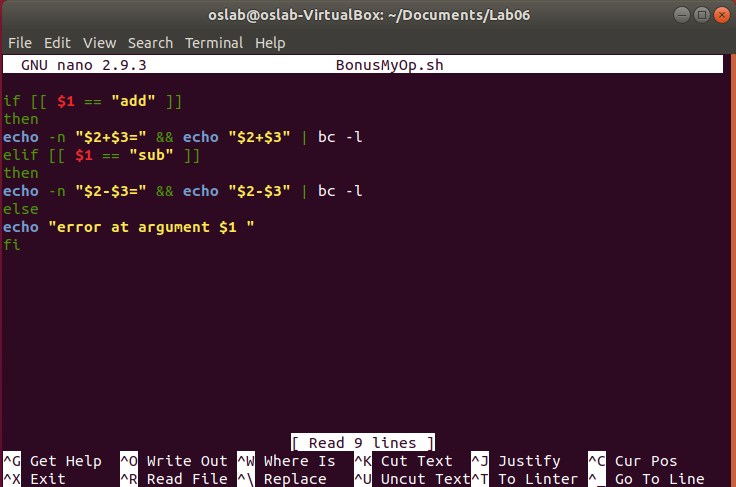 oslab@oslab-VirtualBox: ~/Documents/Lab06
File Edit View Search Terminal Help
GNU nano 2.9.3 BonusMyOp.sh
if [[ $1 == "add" ]]
then
echo -n "$2+$3=" && echo "$2+$3" | bc -l
elif [[ $1 == "sub" ]]
then
echo -n "$2-$3=" && echo "$2-$3" | bc -l
else
echo "error at argument $1 "
fi
[ Read 9 lines ]
^G Get Help ^O Write Out ^W Where Is ^K Cut Text ^J Justify ^C Cur Pos
^X Exit ^R Read File ^\ Replace ^U Uncut Text ^T To Linter ^_ Go To Line